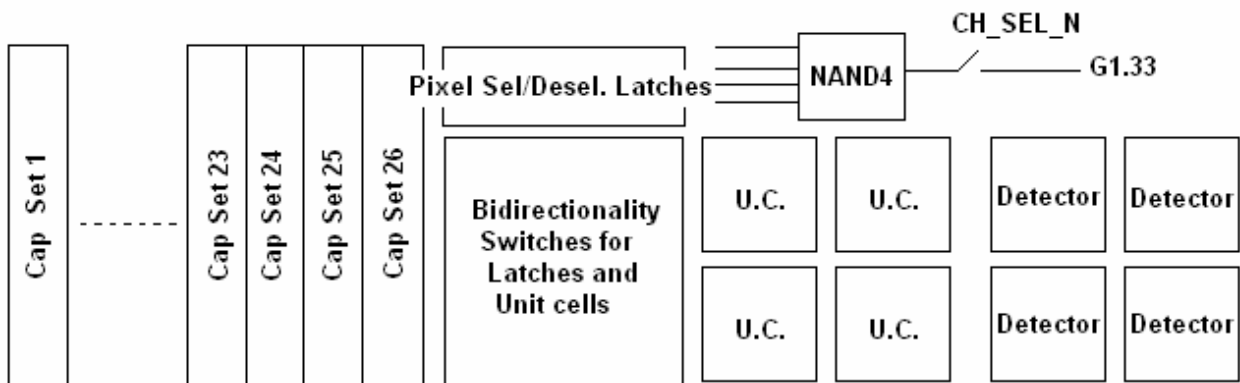 CH_SEL_N
Pixel Sel/Desel. Latches
NAND4
G1.33
Cap Set 1
Cap Set 23
Cap Set 24
Cap Set 25
Cap Set 26
Bidirectionality
Switches for
Latches and
Unit cells
U.C.
U.C.
Detector
Detector
U.C.
U.C.
Detector
Detector